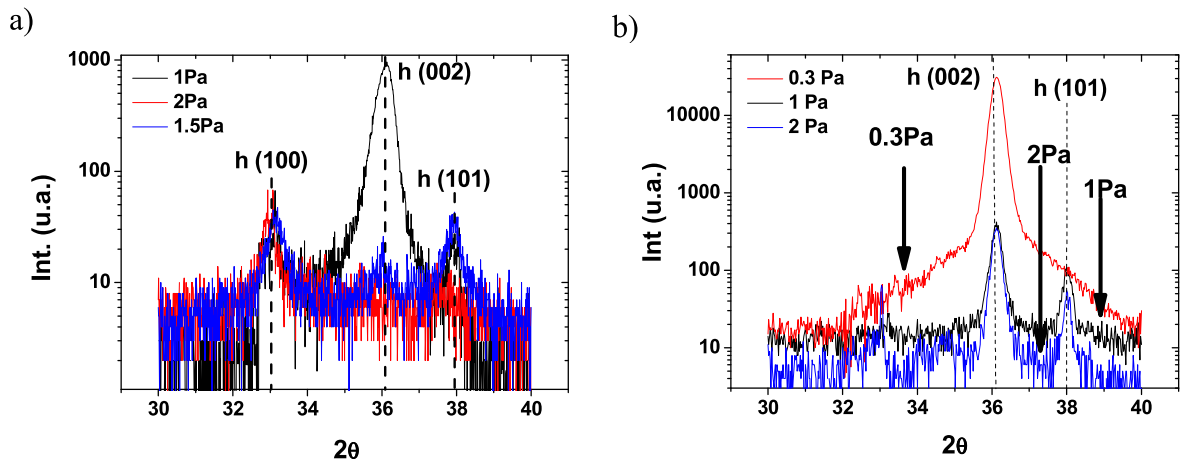 a)
1000
100
10
Int. (u.a.)
1Pa
2Pa
1.5Pa
h (002)
h (100)
h (101)
30 32 34 36 38 40
2θ
b)
10000
1000
100
10
Int (u.a.)
0.3 Pa
1 Pa
2 Pa
h (002)
h (101)
0.3Pa
2Pa
1Pa
30 32 34 36 38 40
2θ